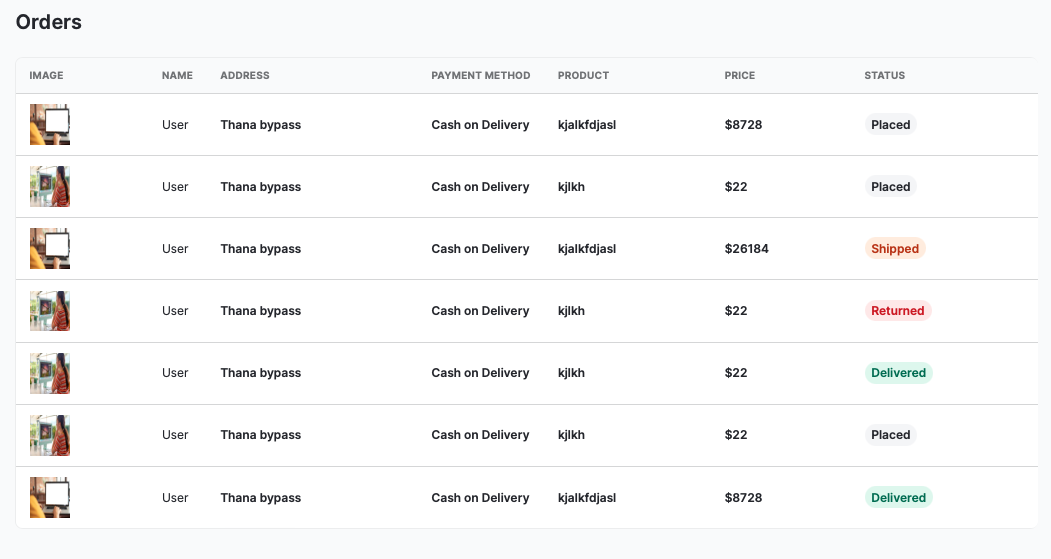 Orders
IMAGE NAME ADDRESS PAYMENT METHOD PRODUCT PRICE STATUS
User Thana bypass Cash on Delivery kjalkfdjasl $8728 Placed
User Thana bypass Cash on Delivery kjlkh $22 Placed
User Thana bypass Cash on Delivery kjalkfdjasl $26184 Shipped
User Thana bypass Cash on Delivery kjlkh $22 Returned
User Thana bypass Cash on Delivery kjlkh $22 Delivered
User Thana bypass Cash on Delivery kjlkh $22 Placed
User Thana bypass Cash on Delivery kjalkfdjasl $8728 Delivered